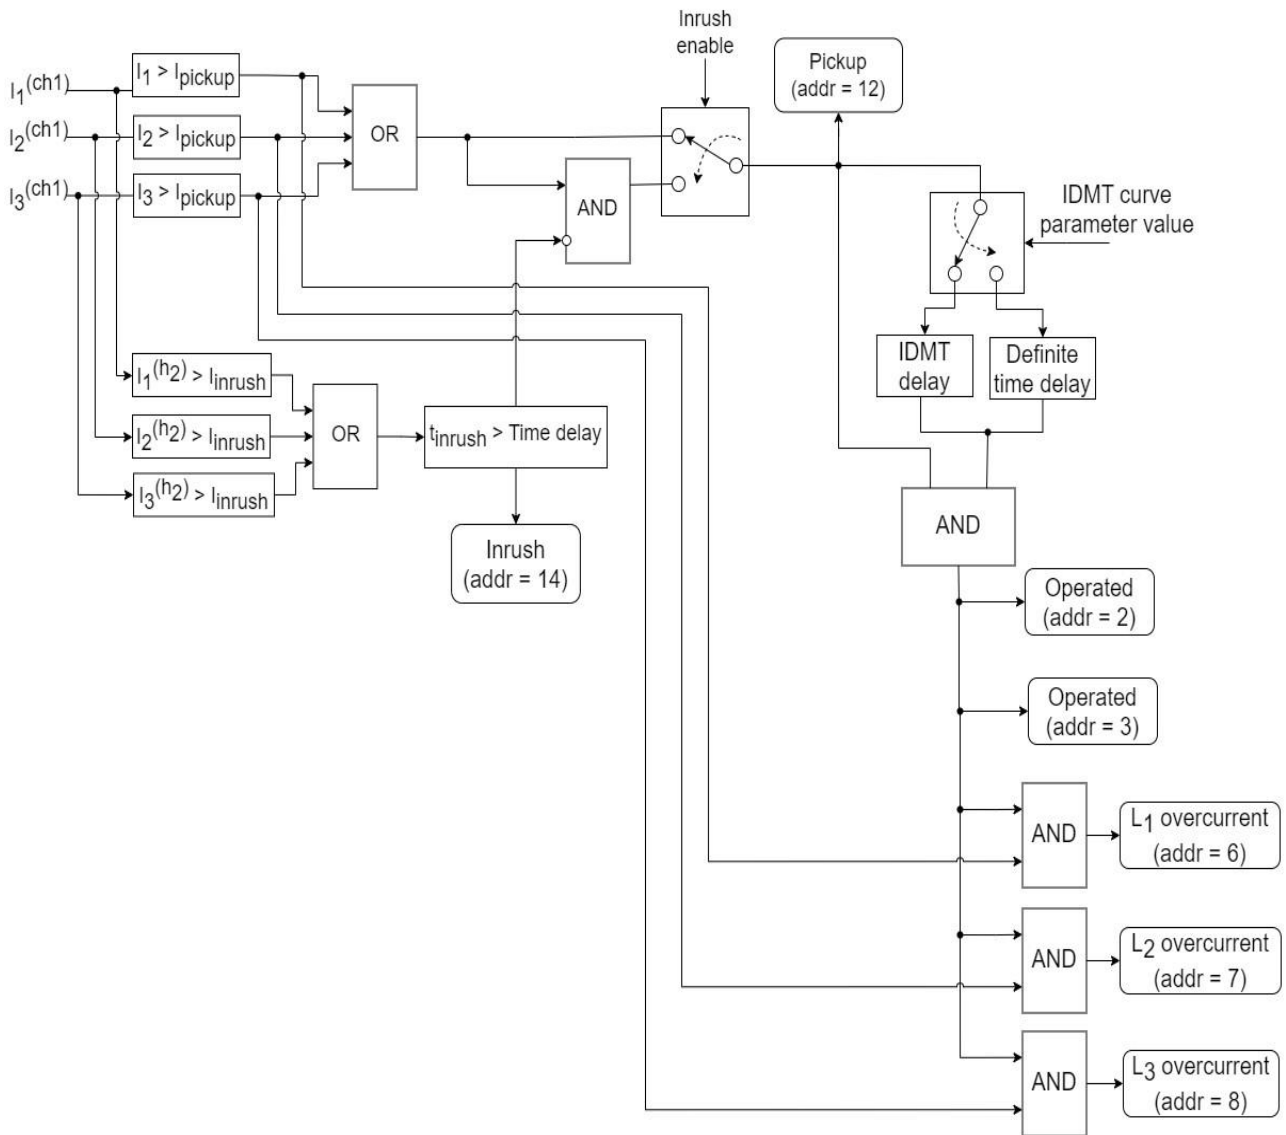 Inrush
enable
Pickup
(addr = 12)
I1(ch1)
I1 > Ipickup
I2(ch1)
I2 > Ipickup
OR
I3(ch1)
I3 > Ipickup
AND
IDMT curve
parameter value
IDMT
delay
Definite
time delay
I1(h2) > Iinrush
I2(h2) > Iinrush
OR
tinrush > Time delay
I3(h2) > Iinrush
Inrush
(addr = 14)
AND
Operated
(addr = 2)
Operated
(addr = 3)
AND
L1 overcurrent
(addr = 6)
AND
L2 overcurrent
(addr = 7)
AND
L3 overcurrent
(addr = 8)